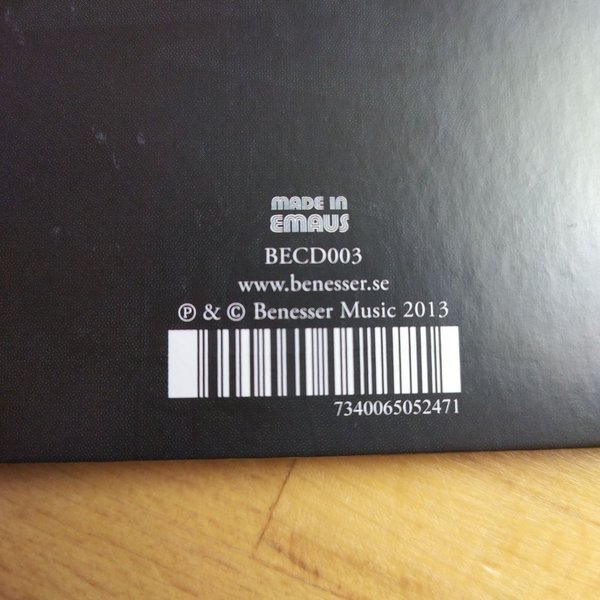 MADE IN
EMAUS
BECD003
www.benesser.se
℗ & © Benesser Music 2013
7340065052471